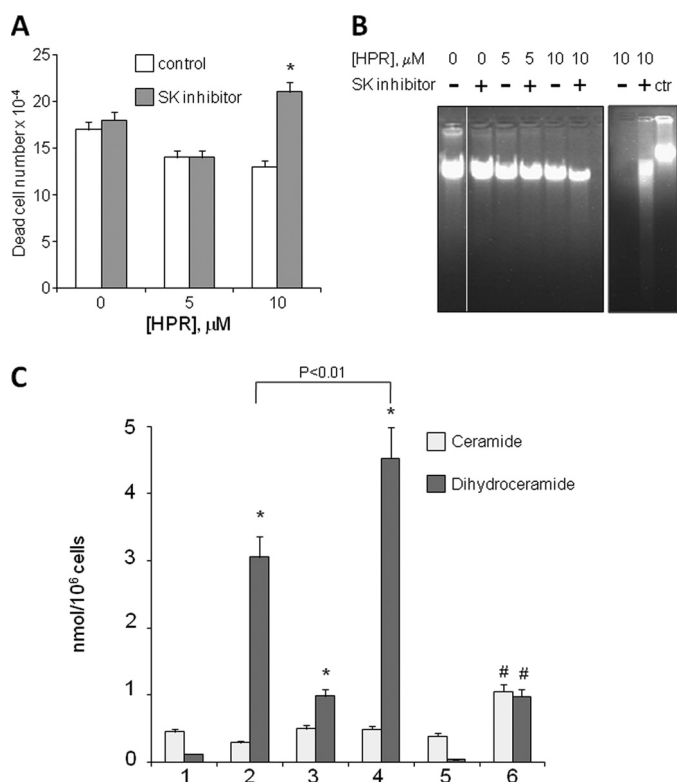 A
Dead cell number x 10-4
25
20
15
10
5
0
control
SK inhibitor
*
0 5 10
[HPR], μM
B
[HPR], μM 0 0 5 5 10 10 10 10
SK inhibitor - + - + - + - + ctr
C
P<0.01
nmol/10⁶ cells
5
4
3
2
1
0
Ceramide
Dihydroceramide
* * * # #
1 2 3 4 5 6